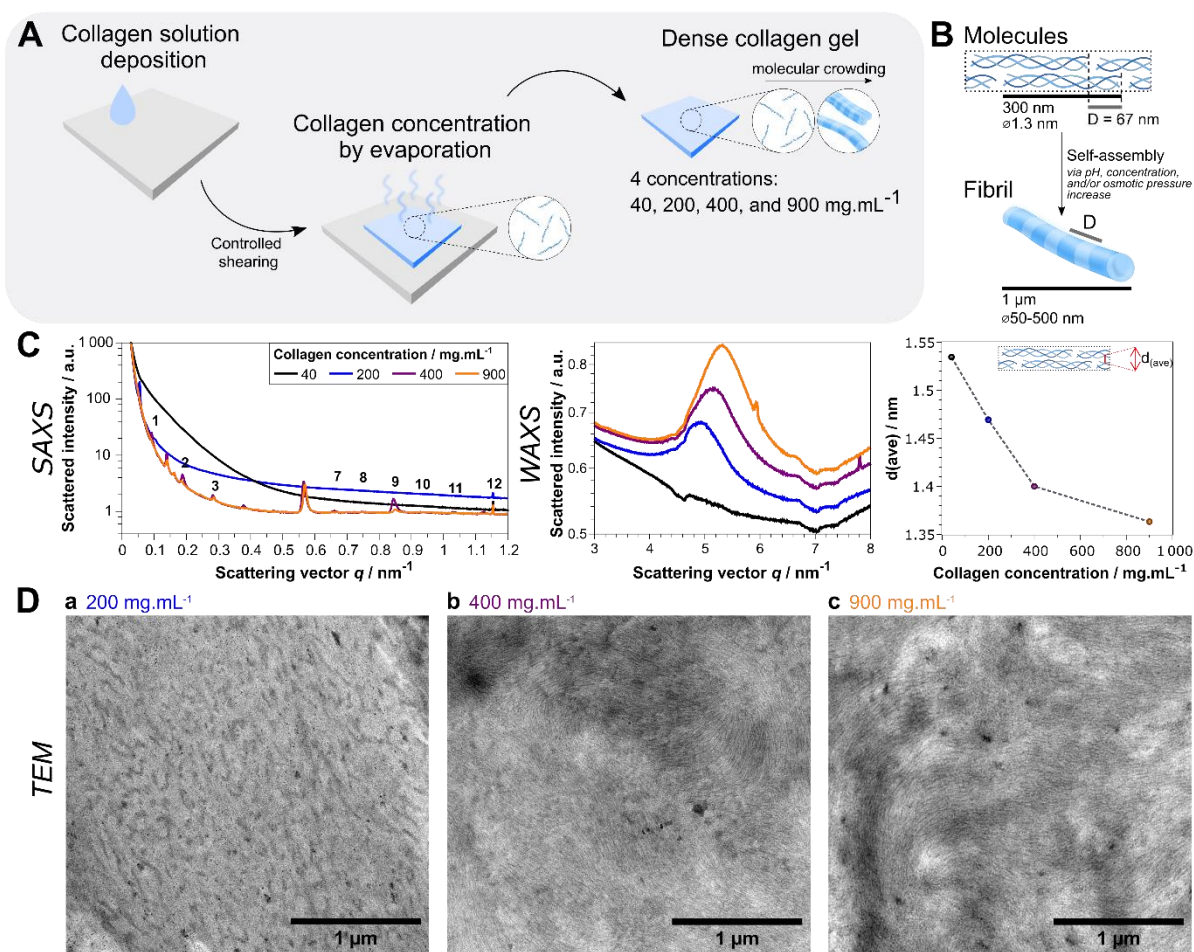 A
Collagen solution
deposition
Controlled
shearing
Collagen concentration
by evaporation
Dense collagen gel
molecular crowding
4 concentrations:
40, 200, 400, and 900 mg.mL⁻¹
B
Molecules
300 nm
⌀1.3 nm
D = 67 nm
Self-assembly
via pH, concentration,
and/or osmotic pressure
increase
Fibril
D
1 µm
⌀50-500 nm
C
SAXS
Scattered intensity / a.u.
1 000
100
10
1
Collagen concentration / mg.mL⁻¹
40 200 400 900
1 2 3 7 8 9 10 11 12
0 0.1 0.2 0.3 0.4 0.5 0.6 0.7 0.8 0.9 1.0 1.1 1.2
Scattering vector q / nm⁻¹
WAXS
Scattered intensity / a.u.
0.8
0.7
0.6
0.5
3 4 5 6 7 8
Scattering vector q / nm⁻¹
d(ave) / nm
1.55
1.5
1.45
1.4
1.35
d(ave)
0 200 400 600 800 1 000
Collagen concentration / mg.mL⁻¹
D
TEM
a 200 mg.mL⁻¹
1 µm
b 400 mg.mL⁻¹
1 µm
c 900 mg.mL⁻¹
1 µm